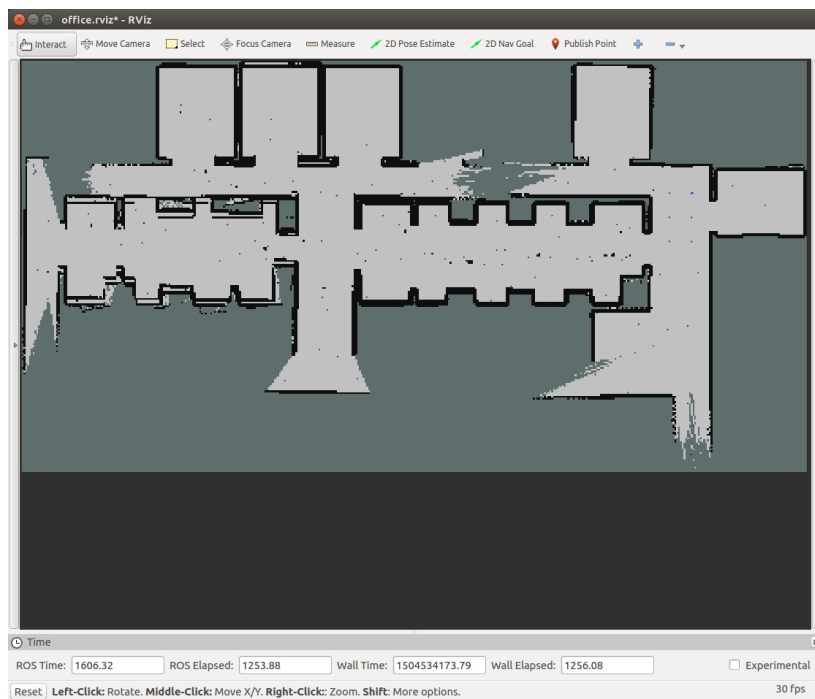 office.rviz* - RViz
Interact Move Camera Select Focus Camera Measure 2D Pose Estimate 2D Nav Goal Publish Point
Time
ROS Time: 1606.32 ROS Elapsed: 1253.88 Wall Time: 1504534173.79 Wall Elapsed: 1256.08 Experimental
Reset Left-Click: Rotate. Middle-Click: Move X/Y. Right-Click:: Zoom. Shift: More options. 30 fps